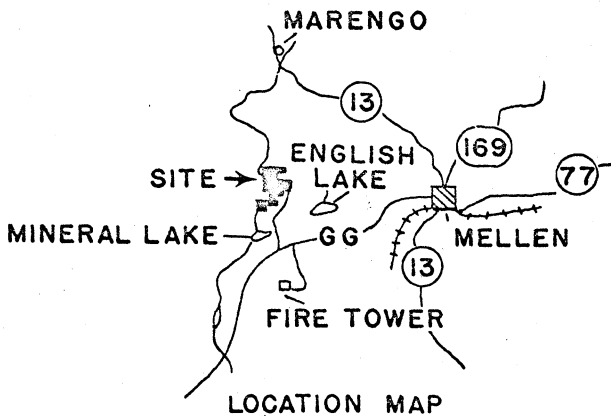 MARENGO
13
169
ENGLISH
LAKE
77
SITE
MINERAL LAKE
GG
MELLEN
13
FIRE TOWER
LOCATION MAP